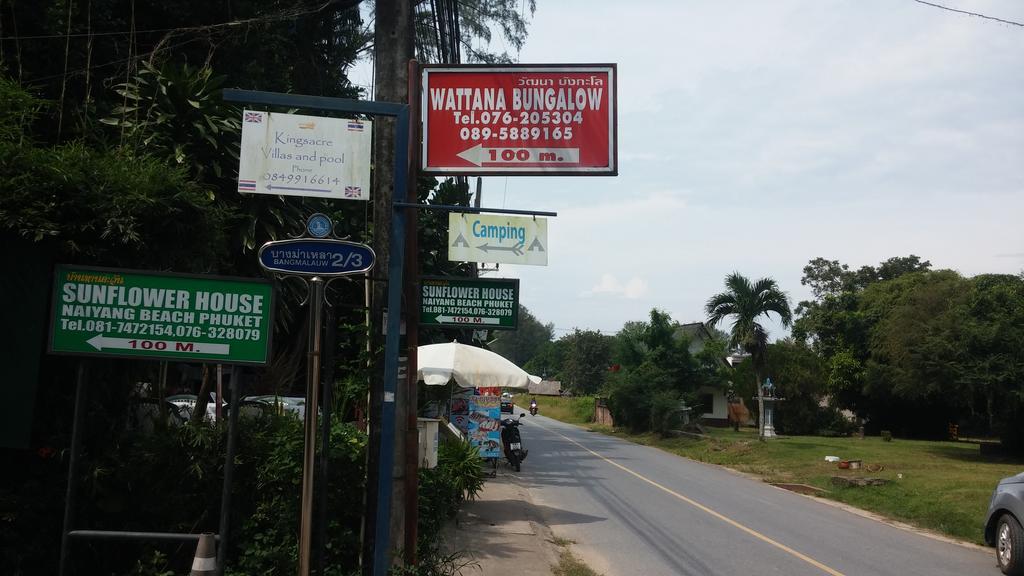 วัฒนา บังกะโล
WATTANA BUNGALOW
Tel.076-205304
089-5889165
100 m.
Kingsacre
Villas and pool
Phone
0849916614
Camping
บางม่าเหลา 2/3
BANGMALAUW
SUNFLOWER HOUSE
NAIYANG BEACH PHUKET
Tel.081-7472154,076-328079
100 M.
SUNFLOWER HOUSE
NAIYANG BEACH PHUKET
Tel.081-7472154,076-328079
100 M